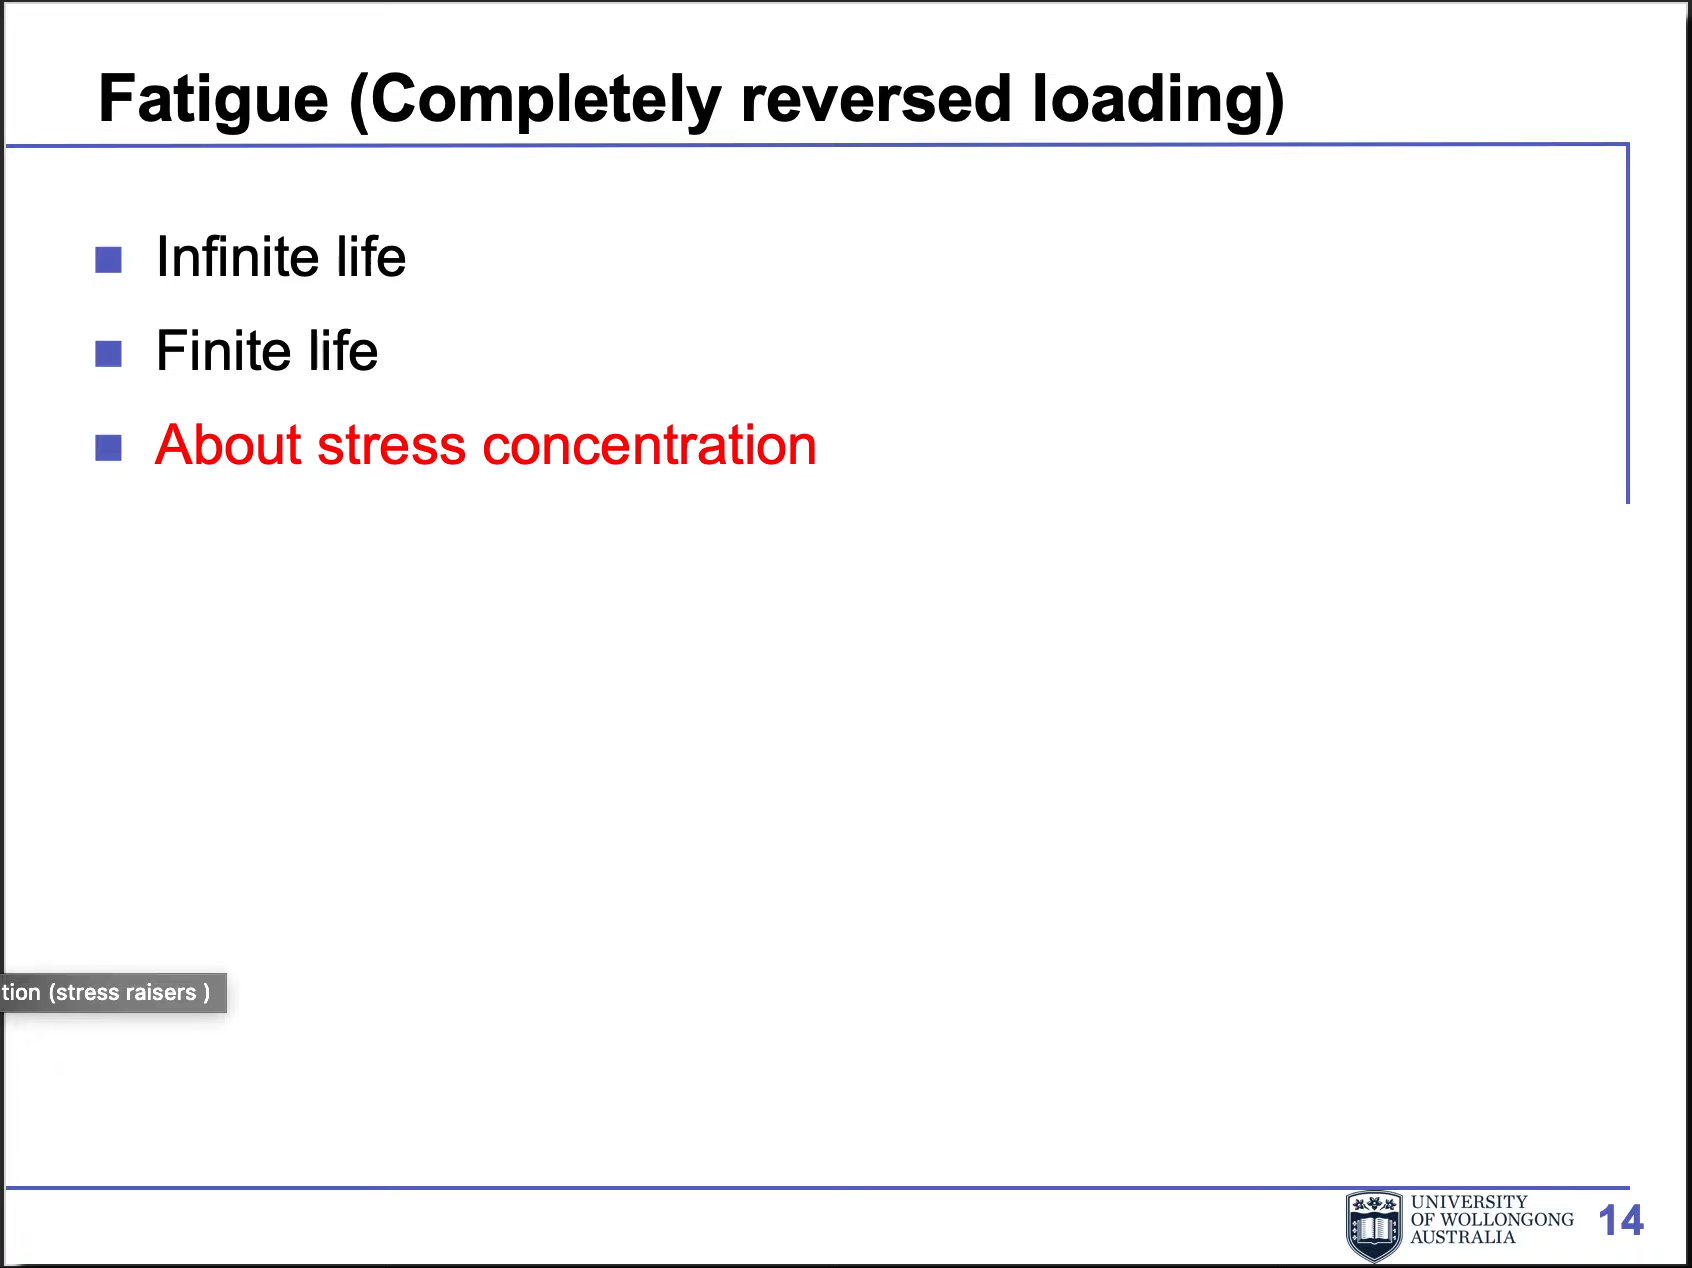 Fatigue (Completely reversed loading)
Infinite life
Finite life
About stress concentration
tion (stress raisers )
UNIVERSITY
OF WOLLONGONG
AUSTRALIA
14